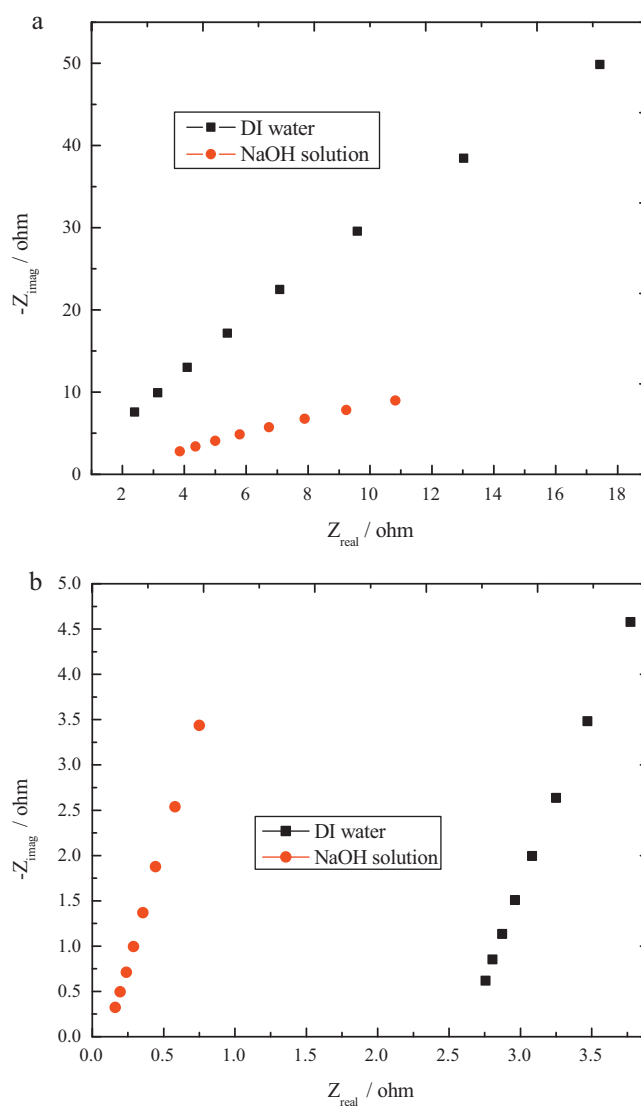 a
50
40
30
20
10
0
-Z_imag / ohm
DI water
NaOH solution
2 4 6 8 10 12 14 16 18
Z_real / ohm
b
5.0
4.5
4.0
3.5
3.0
2.5
2.0
1.5
1.0
0.5
0.0
-Z_imag / ohm
DI water
NaOH solution
0.0 0.5 1.0 1.5 2.0 2.5 3.0 3.5
Z_real / ohm